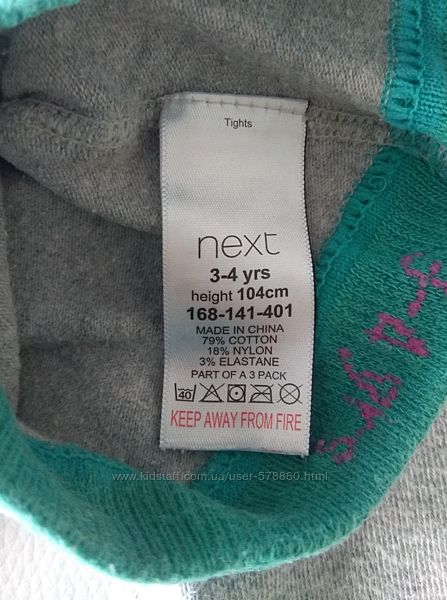 Tights
next
3-4 yrs
height 104cm
168-141-401
MADE IN CHINA
79% COTTON
18% NYLON
3% ELASTANE
PART OF A 3 PACK
40
KEEP AWAY FROM FIRE
www.kidstaff.com.ua/user-578860.html